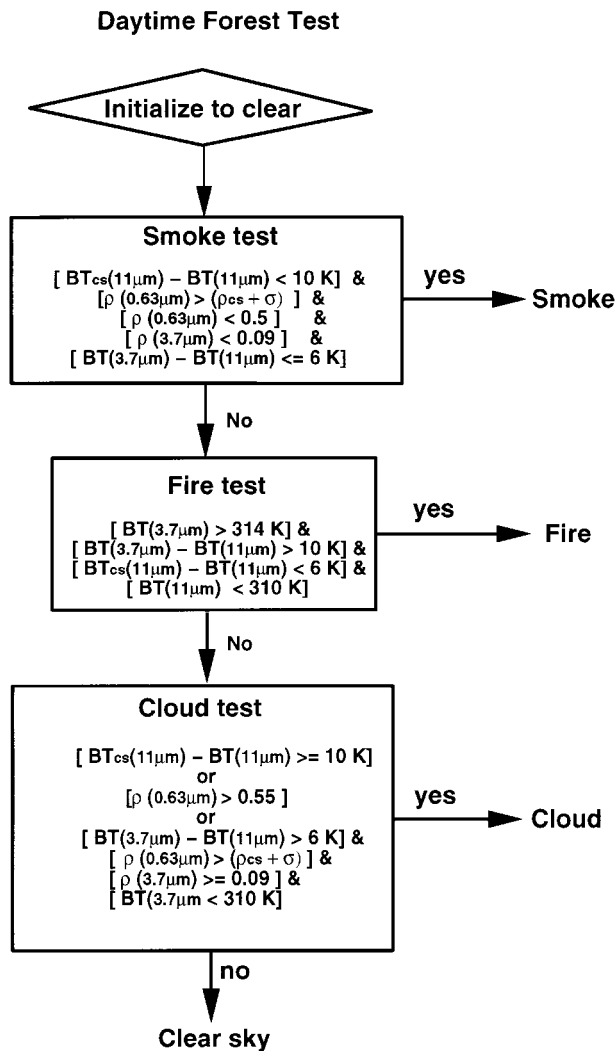 Daytime Forest Test
Initialize to clear
Smoke test
[ BTcs(11μm) – BT(11μm) < 10 K] &
[ρ (0.63μm) > (ρcs + σ) ] &
[ ρ (0.63μm) < 0.5 ] &
[ ρ (3.7μm) < 0.09 ] &
[ BT(3.7μm) – BT(11μm) <= 6 K]
yes
Smoke
No
Fire test
[ BT(3.7μm) > 314 K] &
[ BT(3.7μm) – BT(11μm) > 10 K] &
[ BTcs(11μm) – BT(11μm) < 6 K] &
[ BT(11μm) < 310 K]
yes
Fire
No
Cloud test
[ BTcs(11μm) – BT(11μm) >= 10 K]
or
[ρ (0.63μm) > 0.55 ]
or
[ BT(3.7μm) – BT(11μm) > 6 K] &
[ ρ (0.63μm) > (ρcs + σ) ] &
[ ρ (3.7μm) >= 0.09 ] &
[ BT(3.7μm < 310 K]
yes
Cloud
no
Clear sky